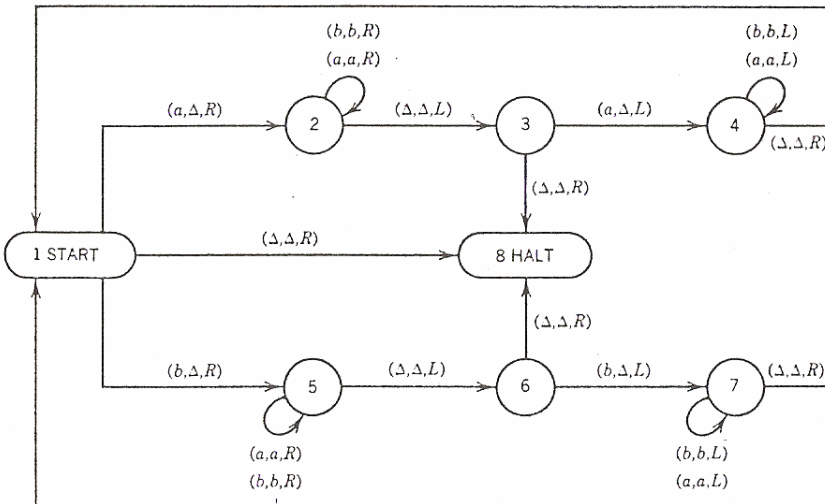 (b,b,R)
(a,a,R)
(b,b,L)
(a,a,L)
(a,Δ,R)
2
(Δ,Δ,L)
3
(a,Δ,L)
4
(Δ,Δ,R)
(Δ,Δ,R)
1 START
(Δ,Δ,R)
8 HALT
(Δ,Δ,R)
(b,Δ,R)
5
(Δ,Δ,L)
6
(b,Δ,L)
7
(Δ,Δ,R)
(a,a,R)
(b,b,R)
(b,b,L)
(a,a,L)